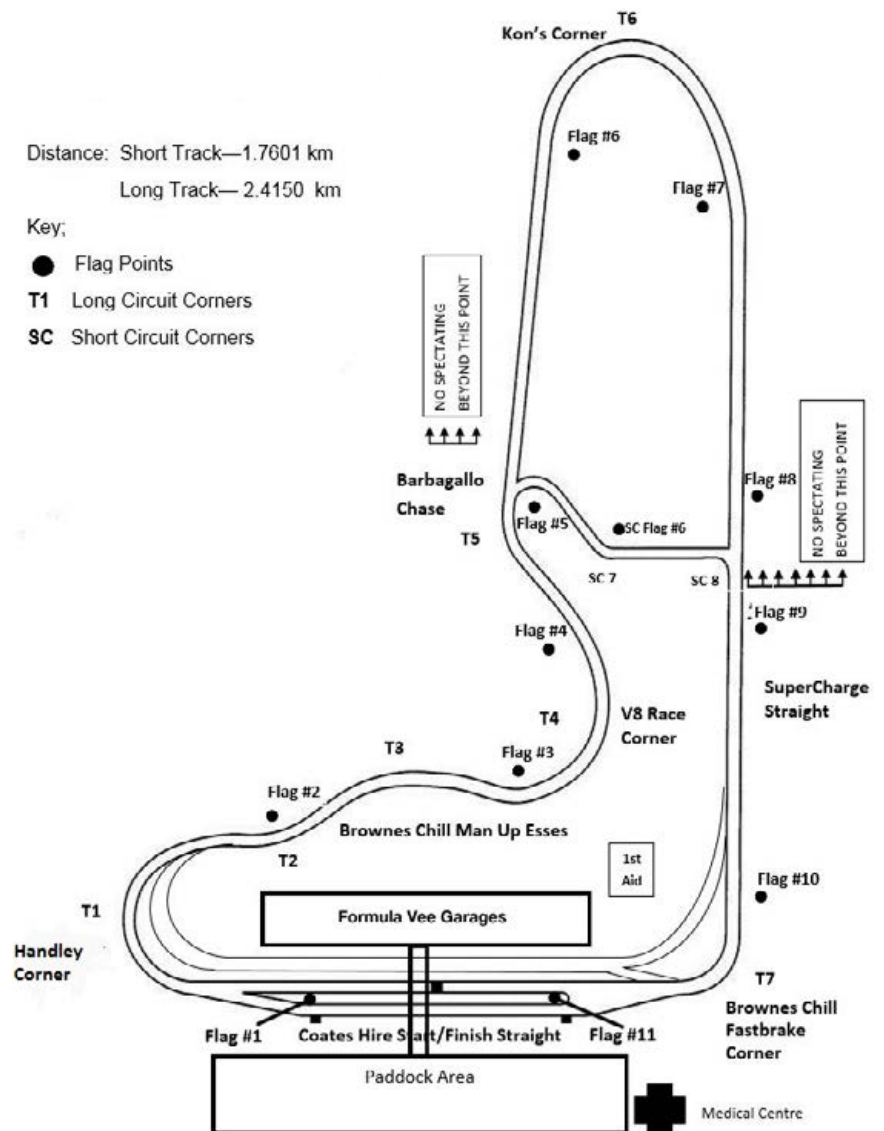 T6
Kon's Corner
Flag #6
Distance: Short Track—1.7601 km
Flag #7
Long Track— 2.4150 km
Key;
Flag Points
T1 Long Circuit Corners
SC Short Circuit Corners
NO SPECTATING
BEYOND THIS POINT
NO SPECTATING
BEYOND THIS POINT
Barbagallo
Chase
Flag #8
Flag #5
SC Flag #6
T5
SC 7
SC 8
Flag #9
Flag #4
SuperCharge
Straight
V8 Race
Corner
T4
T3
Flag #3
Flag #2
Brownes Chill Man Up Esses
T2
1st
Aid
Flag #10
T1
Formula Vee Garages
Handley
Corner
T7
Brownes Chill
Fastbrake
Corner
Flag #1
Coates Hire Start/Finish Straight
Flag #11
Paddock Area
Medical Centre